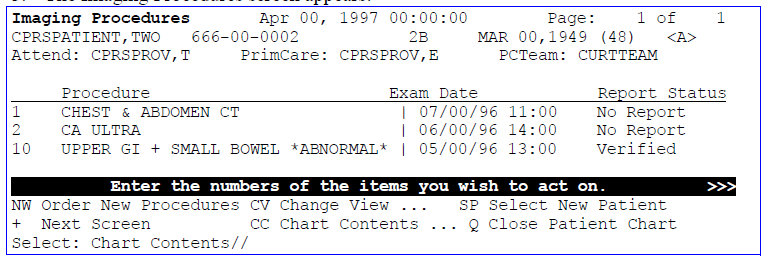 Imaging Procedures Apr 00, 1997 00:00:00 Page: 1 of 1
CPRSPATIENT,TWO 666-00-0002 2B MAR 00,1949 (48) <A>
Attend: CPRSPROV,T PrimCare: CPRSPROV,E PCTeam: CURTTEAM
Procedure Exam Date Report Status
1 CHEST & ABDOMEN CT | 07/00/96 11:00 No Report
2 CA ULTRA | 06/00/96 14:00 No Report
10 UPPER GI + SMALL BOWEL *ABNORMAL* | 05/00/96 13:00 Verified
Enter the numbers of the items you wish to act on. >>>
NW Order New Procedures CV Change View ... SP Select New Patient
+ Next Screen CC Chart Contents ... Q Close Patient Chart
Select: Chart Contents//